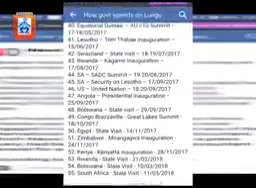 How govt spends on Lungu
40. Equatorial Guinea - AU /TG Summit -
17-18/05/2017
41. Lesotho - Tom Thabae Inauguration -
15/06/2017
42. Swaziland - State visit - 18-19/07/2017
43. Rwanda - Kagame Inauguration -
17/08/2017
44. SA - SADC Summit - 19-20/08/2017
45. SA - Security on Lesotho - 17/09/2017
46. US - United Nation - 18-20/09/2017
47. Angola - Presidential Inauguration -
25/09/2017
48. Botswana - State visit - 29/09/2017
49. Congo Brazzaville - Great Lakes Summit -
18/10/2017
50. Egypt - State Visit - 14/11/2017
51. Zimbabwe - Mnangagwa Inauguration -
24/11/2017
52. Kenya - Kenyatta Inauguration - 28/11/2017
53. Rwanda - State Visit - 21/02/2018
54. Botswana - State Visit - 10/03/2018
55. South Africa - State Visit - 11/03/2018